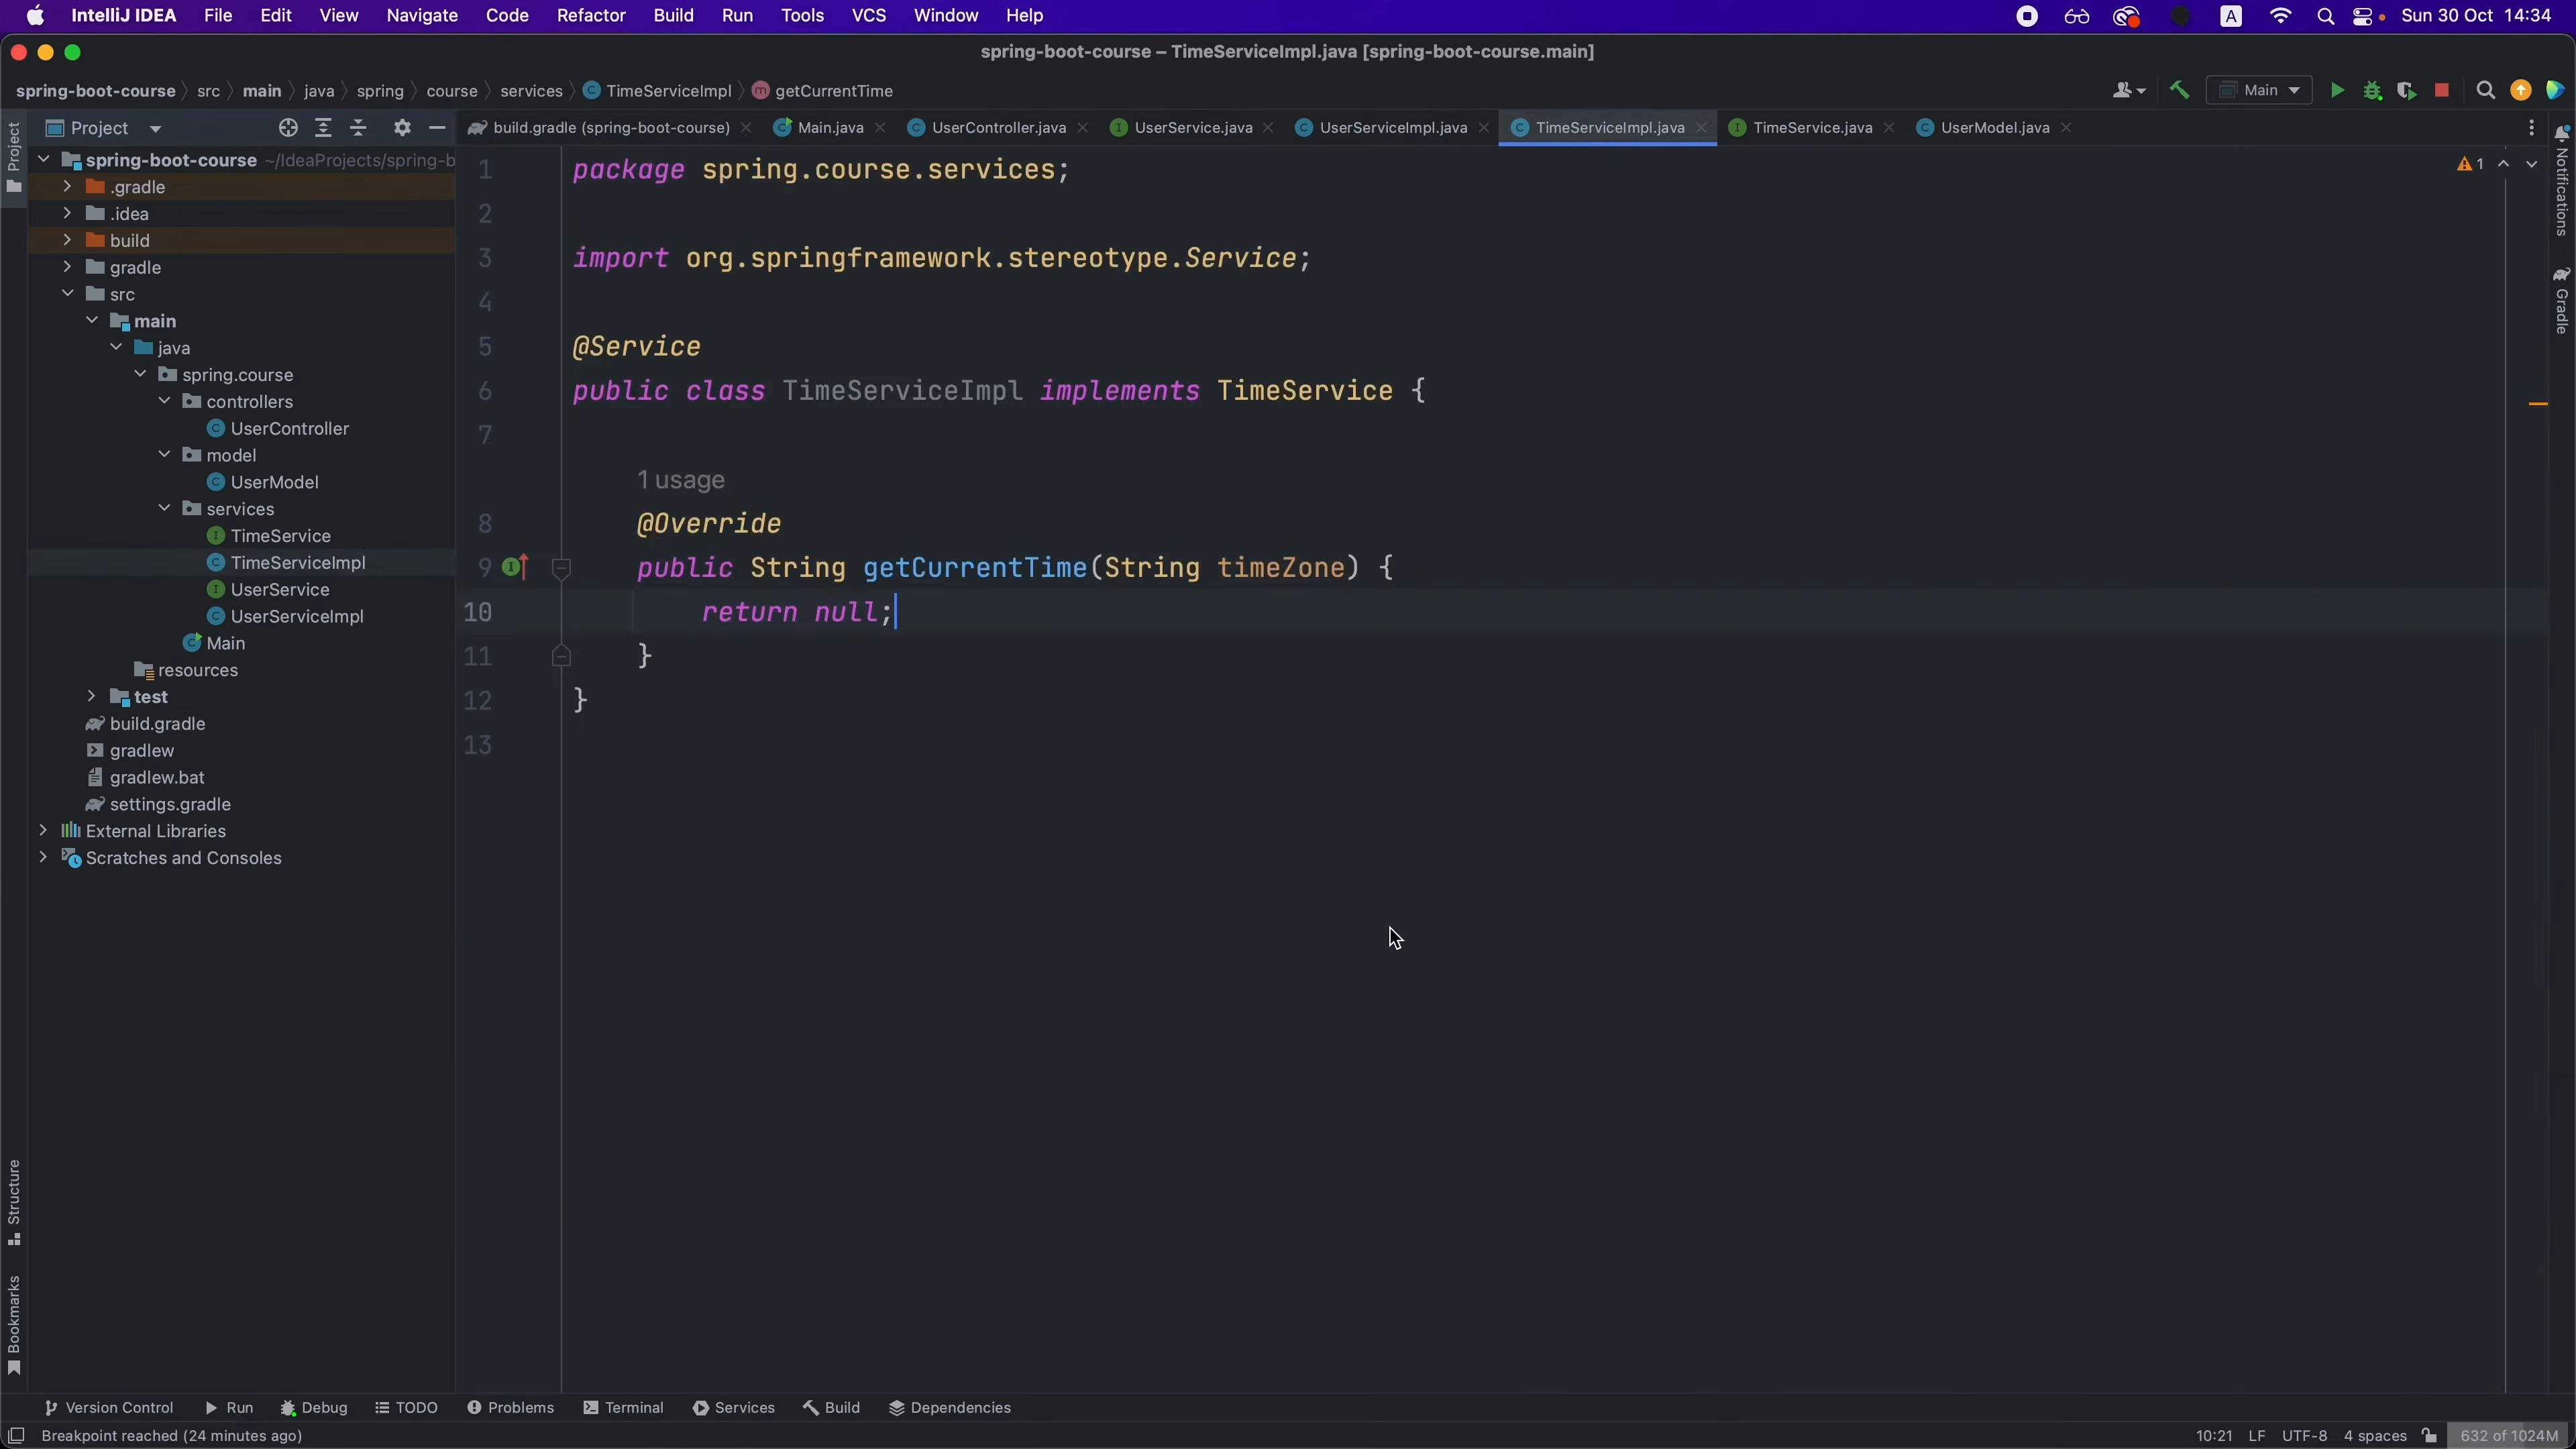 IntelliJ IDEA File Edit View Navigate Code Refactor Build Run Tools VCS Window Help A Sun 30 Oct 14:34
spring-boot-course – TimeServiceImpl.java [spring-boot-course.main]
spring-boot-course src main java spring course services TimeServiceImpl getCurrentTime Main
Project
build.gradle (spring-boot-course) Main.java UserController.java UserService.java UserServiceImpl.java TimeServiceImpl.java TimeService.java UserModel.java
Project
spring-boot-course ~/IdeaProjects/spring-b
.gradle
.idea
build
gradle
src
main
java
spring.course
controllers
UserController
model
UserModel
services
TimeService
TimeServiceImpl
UserService
UserServiceImpl
Main
resources
test
build.gradle
gradlew
gradlew.bat
settings.gradle
External Libraries
Scratches and Consoles
1 package spring.course.services;
2
3 import org.springframework.stereotype.Service;
4
5 @Service
6 public class TimeServiceImpl implements TimeService {
7
1 usage
8 @Override
9 public String getCurrentTime(String timeZone) {
10 return null;
11 }
12 }
13
1
Notifications
Gradle
Structure
Bookmarks
Version Control Run Debug TODO Problems Terminal Services Build Dependencies
Breakpoint reached (24 minutes ago) 10:21 LF UTF-8 4 spaces 632 of 1024M